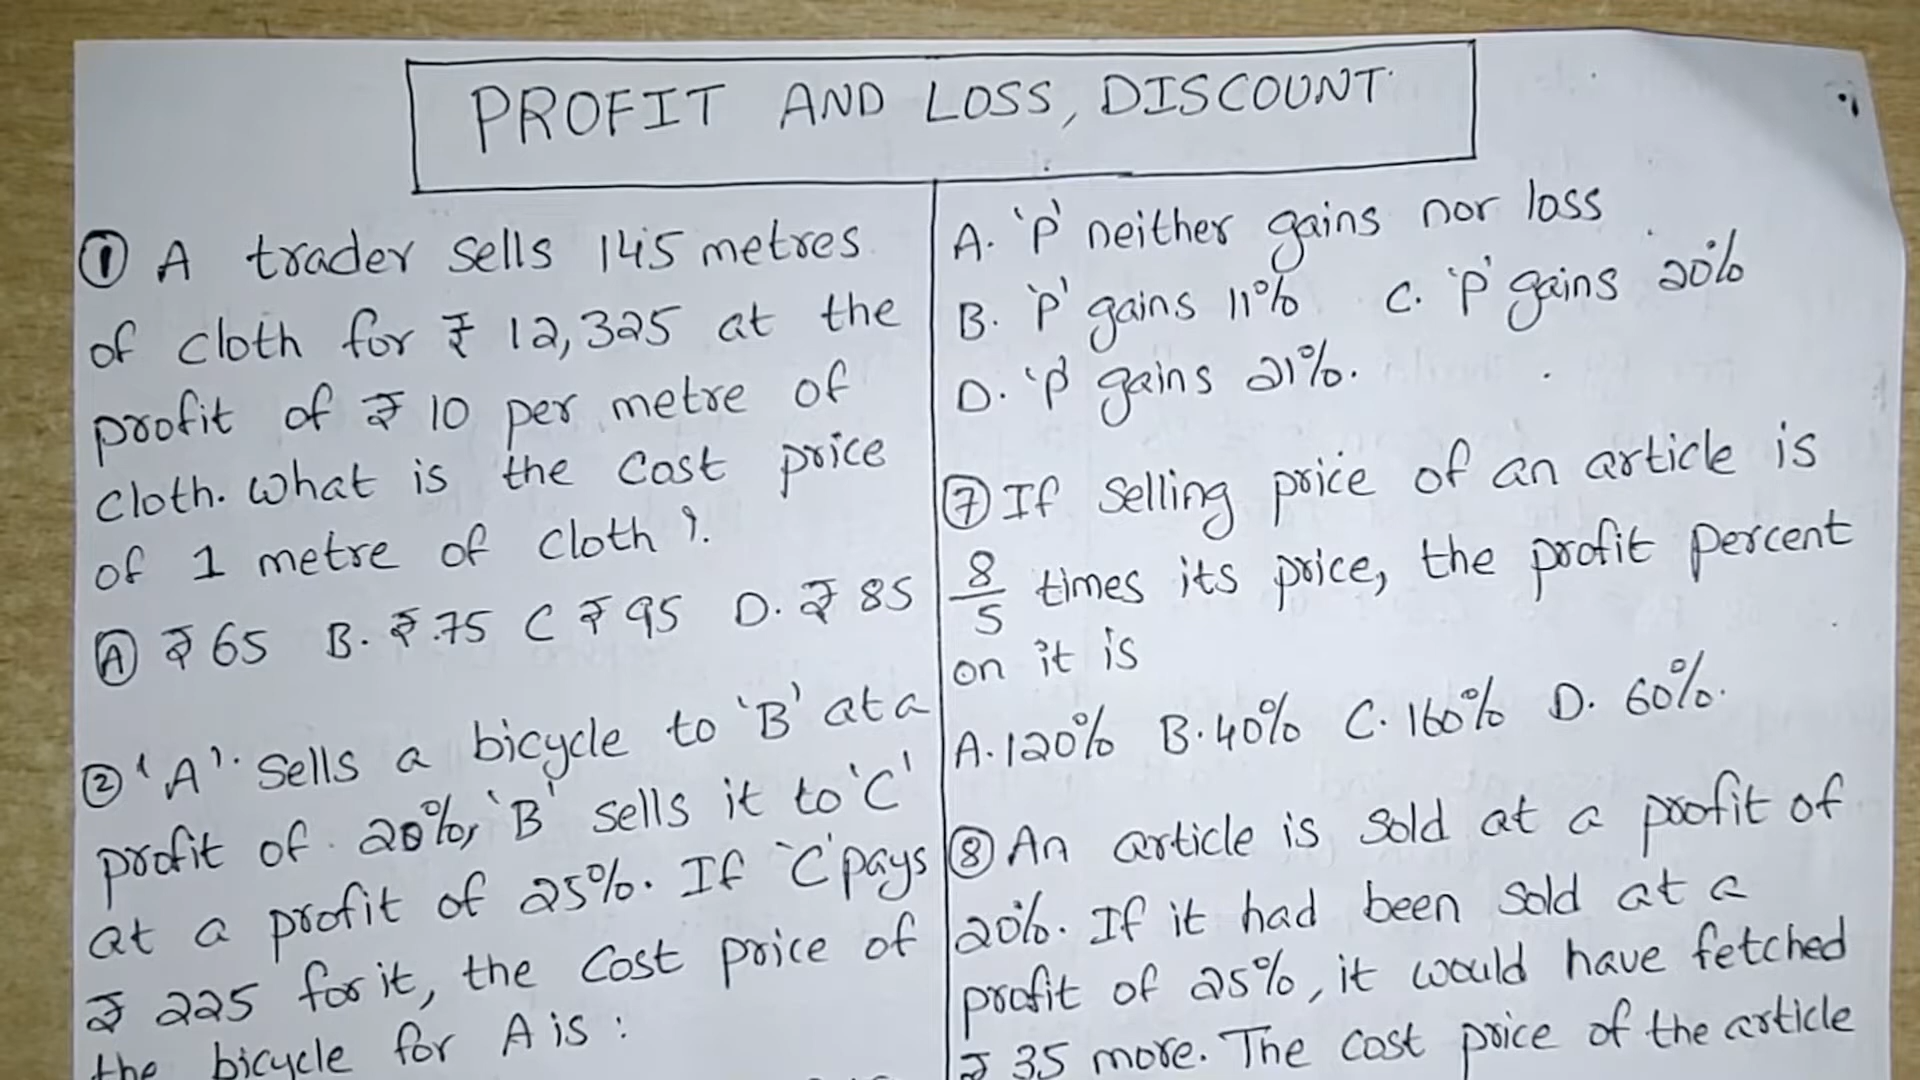 PROFIT AND LOSS, DISCOUNT
① A trader sells 145 metres
of cloth for ₹ 12,325 at the
profit of ₹ 10 per metre of
cloth. What is the cost price
of 1 metre of cloth?
Ⓐ ₹ 65 B. ₹ 75 C ₹ 95 D. ₹ 85
② 'A' sells a bicycle to 'B' at a
profit of 20%, 'B' sells it to 'C'
at a profit of 25%. If 'C' pays
₹ 225 for it, the cost price of
the bicycle for A is :
A. 'P' neither gains nor loss
B. 'P' gains 11% C. 'P' gains 20%
D. 'P' gains 21%.
⑦ If selling price of an article is
8/5 times its price, the profit percent
on it is
A. 120% B. 40% C. 160% D. 60%.
⑧ An article is sold at a profit of
20%. If it had been sold at a
profit of 25%, it would have fetched
₹ 35 more. The cost price of the article